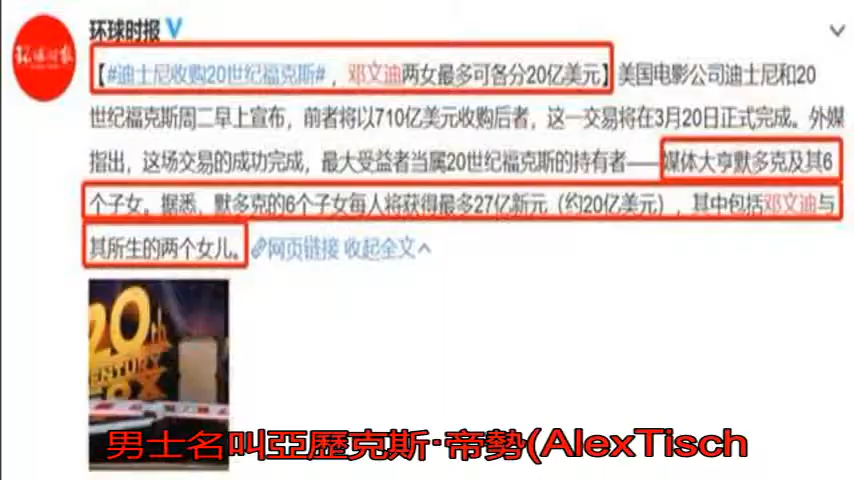 环球时报
环球时报
【#迪士尼收购20世纪福克斯#，邓文迪两女最多可各分20亿美元】美国电影公司迪士尼和20
世纪福克斯周二早上宣布，前者将以710亿美元收购后者，这一交易将在3月20日正式完成。外媒
指出，这场交易的成功完成，最大受益者当属20世纪福克斯的持有者——媒体大亨默多克及其6
个子女。据悉，默多克的6个子女每人将获得最多27亿新元（约20亿美元），其中包括邓文迪与
其所生的两个女儿。网页链接 收起全文
20th
CENTURY
FOX
男士名叫亞歷克斯·帝勢(AlexTisch